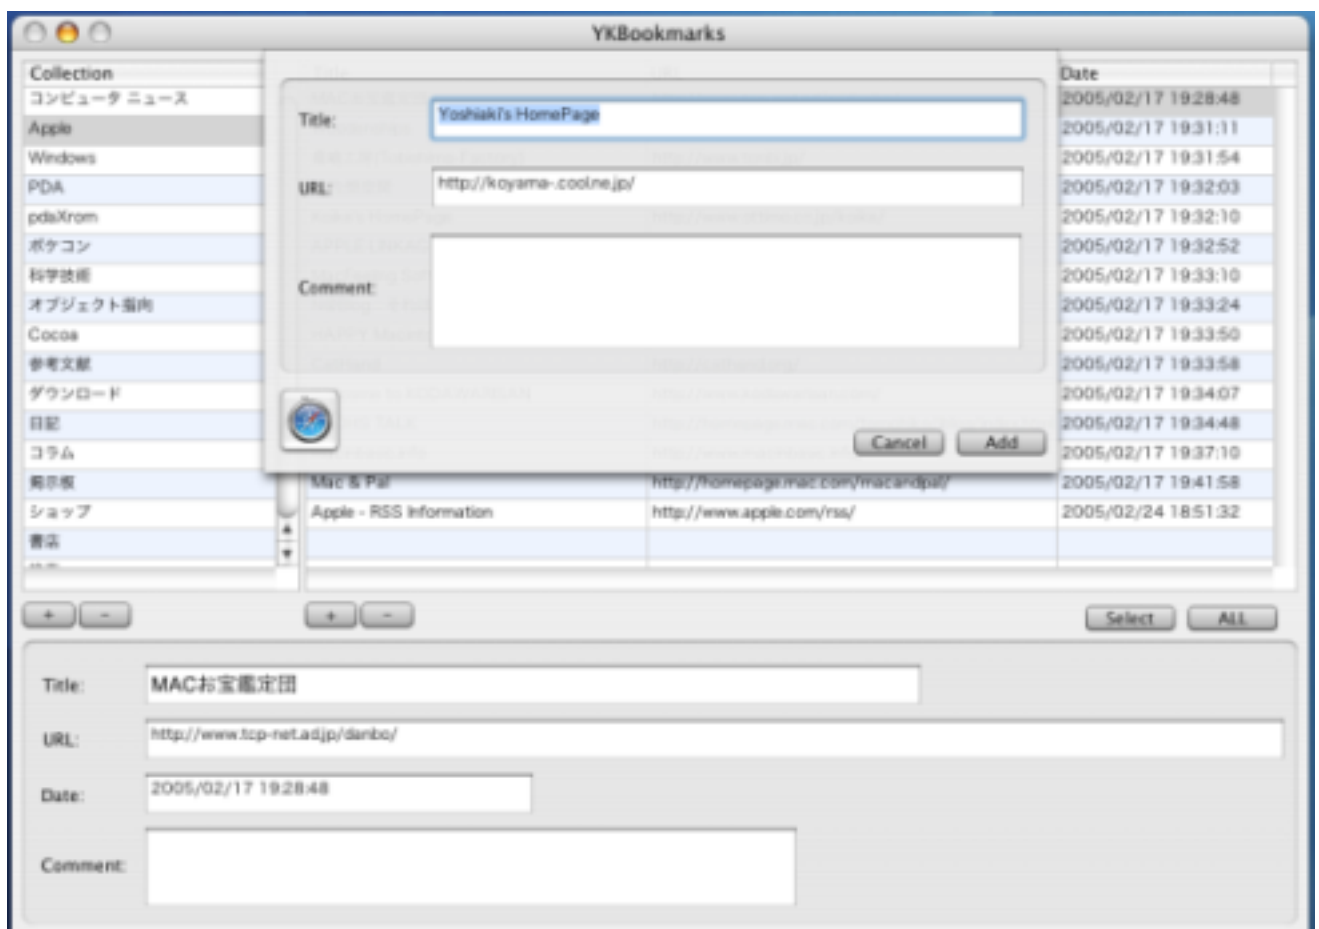 YKBookmarks
Collection
Date
コンピュータ ニュース
2005/02/17 19:28:48
Apple
2005/02/17 19:31:11
Windows
2005/02/17 19:31:54
PDA
2005/02/17 19:32:03
pdaXrom
2005/02/17 19:32:10
ポケコン
2005/02/17 19:32:52
科学技術
2005/02/17 19:33:10
オブジェクト指向
2005/02/17 19:33:24
Cocoa
2005/02/17 19:33:50
参考文献
2005/02/17 19:33:58
ダウンロード
2005/02/17 19:34:07
日記
2005/02/17 19:34:48
コラム
2005/02/17 19:37:10
掲示板
Mac & Pal
http://homepage.mac.com/macandpal/
2005/02/17 19:41:58
ショップ
Apple - RSS Information
http://www.apple.com/rss/
2005/02/24 18:51:32
書店
Title:
Yoshiaki's HomePage
URL:
http://koyama-.coolne.jp/
Comment:
Cancel
Add
+
-
+
-
Select
ALL
Title:
MACお宝鑑定団
URL:
http://www.tcp-net.ad.jp/danbo/
Date:
2005/02/17 19:28:48
Comment: